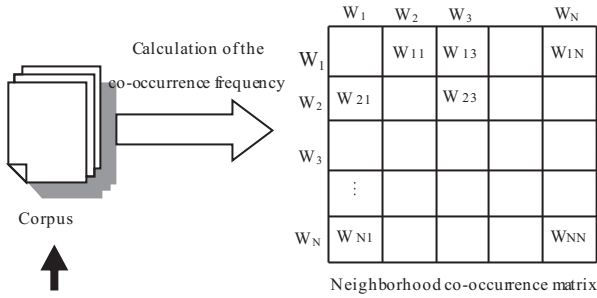 W1 W2 W3 WN
Calculation of the
co-occurrence frequency
W1 W11 W13 W1N
W2 W21 W23
W3
⋮
Corpus
WN WN1 WNN
Neighborhood co-occurrence matrix